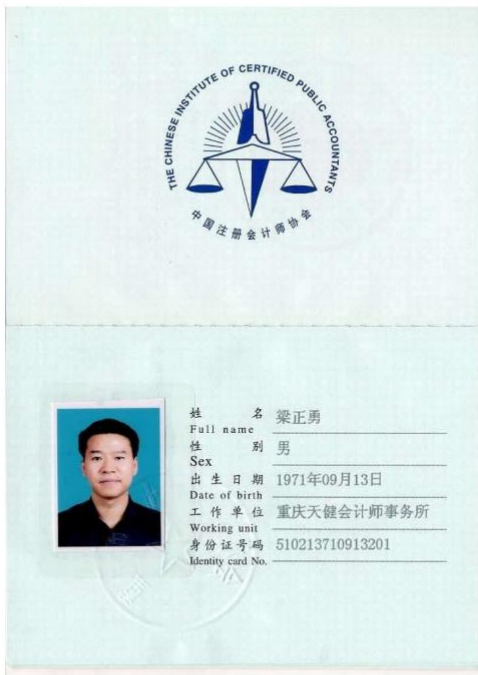 THE CHINESE INSTITUTE OF CERTIFIED PUBLIC ACCOUNTANTS
中国注册会计师协会
姓 名 梁正勇
Full name
性 别 男
Sex
出生日期 1971年09月13日
Date of birth
工作单位 重庆天健会计师事务所
Working unit
身份证号码 510213710913201
Identity card No.